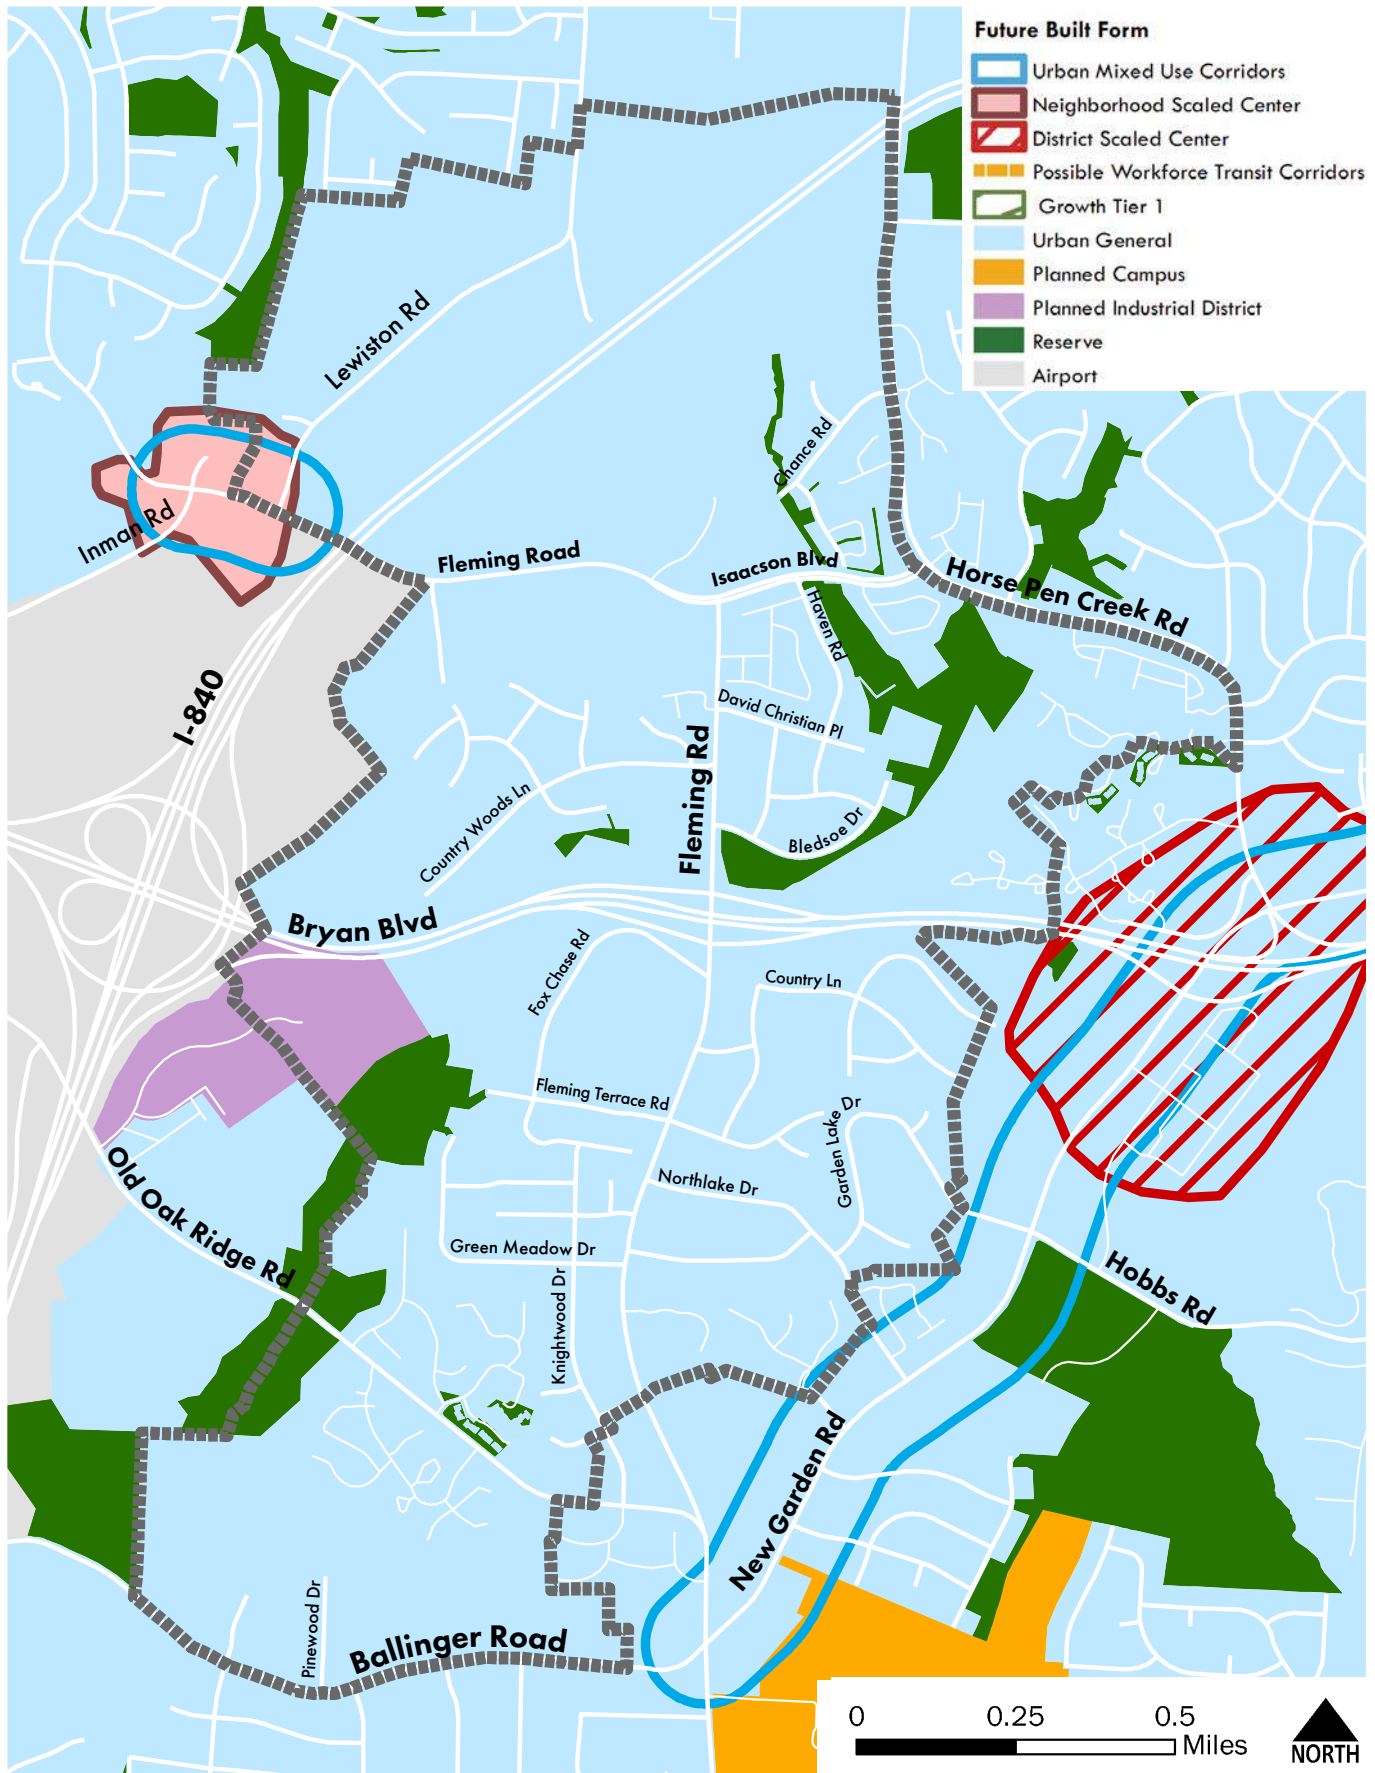 Future Built Form
Urban Mixed Use Corridors
Neighborhood Scaled Center
District Scaled Center
Possible Workforce Transit Corridors
Growth Tier 1
Urban General
Planned Campus
Planned Industrial District
Reserve
Airport
Lewiston Rd
Chance Rd
Inman Rd
Fleming Road
Isaacson Blvd
Horse Pen Creek Rd
Haven Rd
I-840
David Christian Pl
Fleming Rd
Country Woods Ln
Bledsoe Dr
Bryan Blvd
Fox Chase Rd
Country Ln
Fleming Terrace Rd
Garden Lake Dr
Old Oak Ridge Rd
Northlake Dr
Green Meadow Dr
Hobbs Rd
Knightwood Dr
New Garden Rd
Pinewood Dr
Ballinger Road
0 0.25 0.5
Miles
NORTH